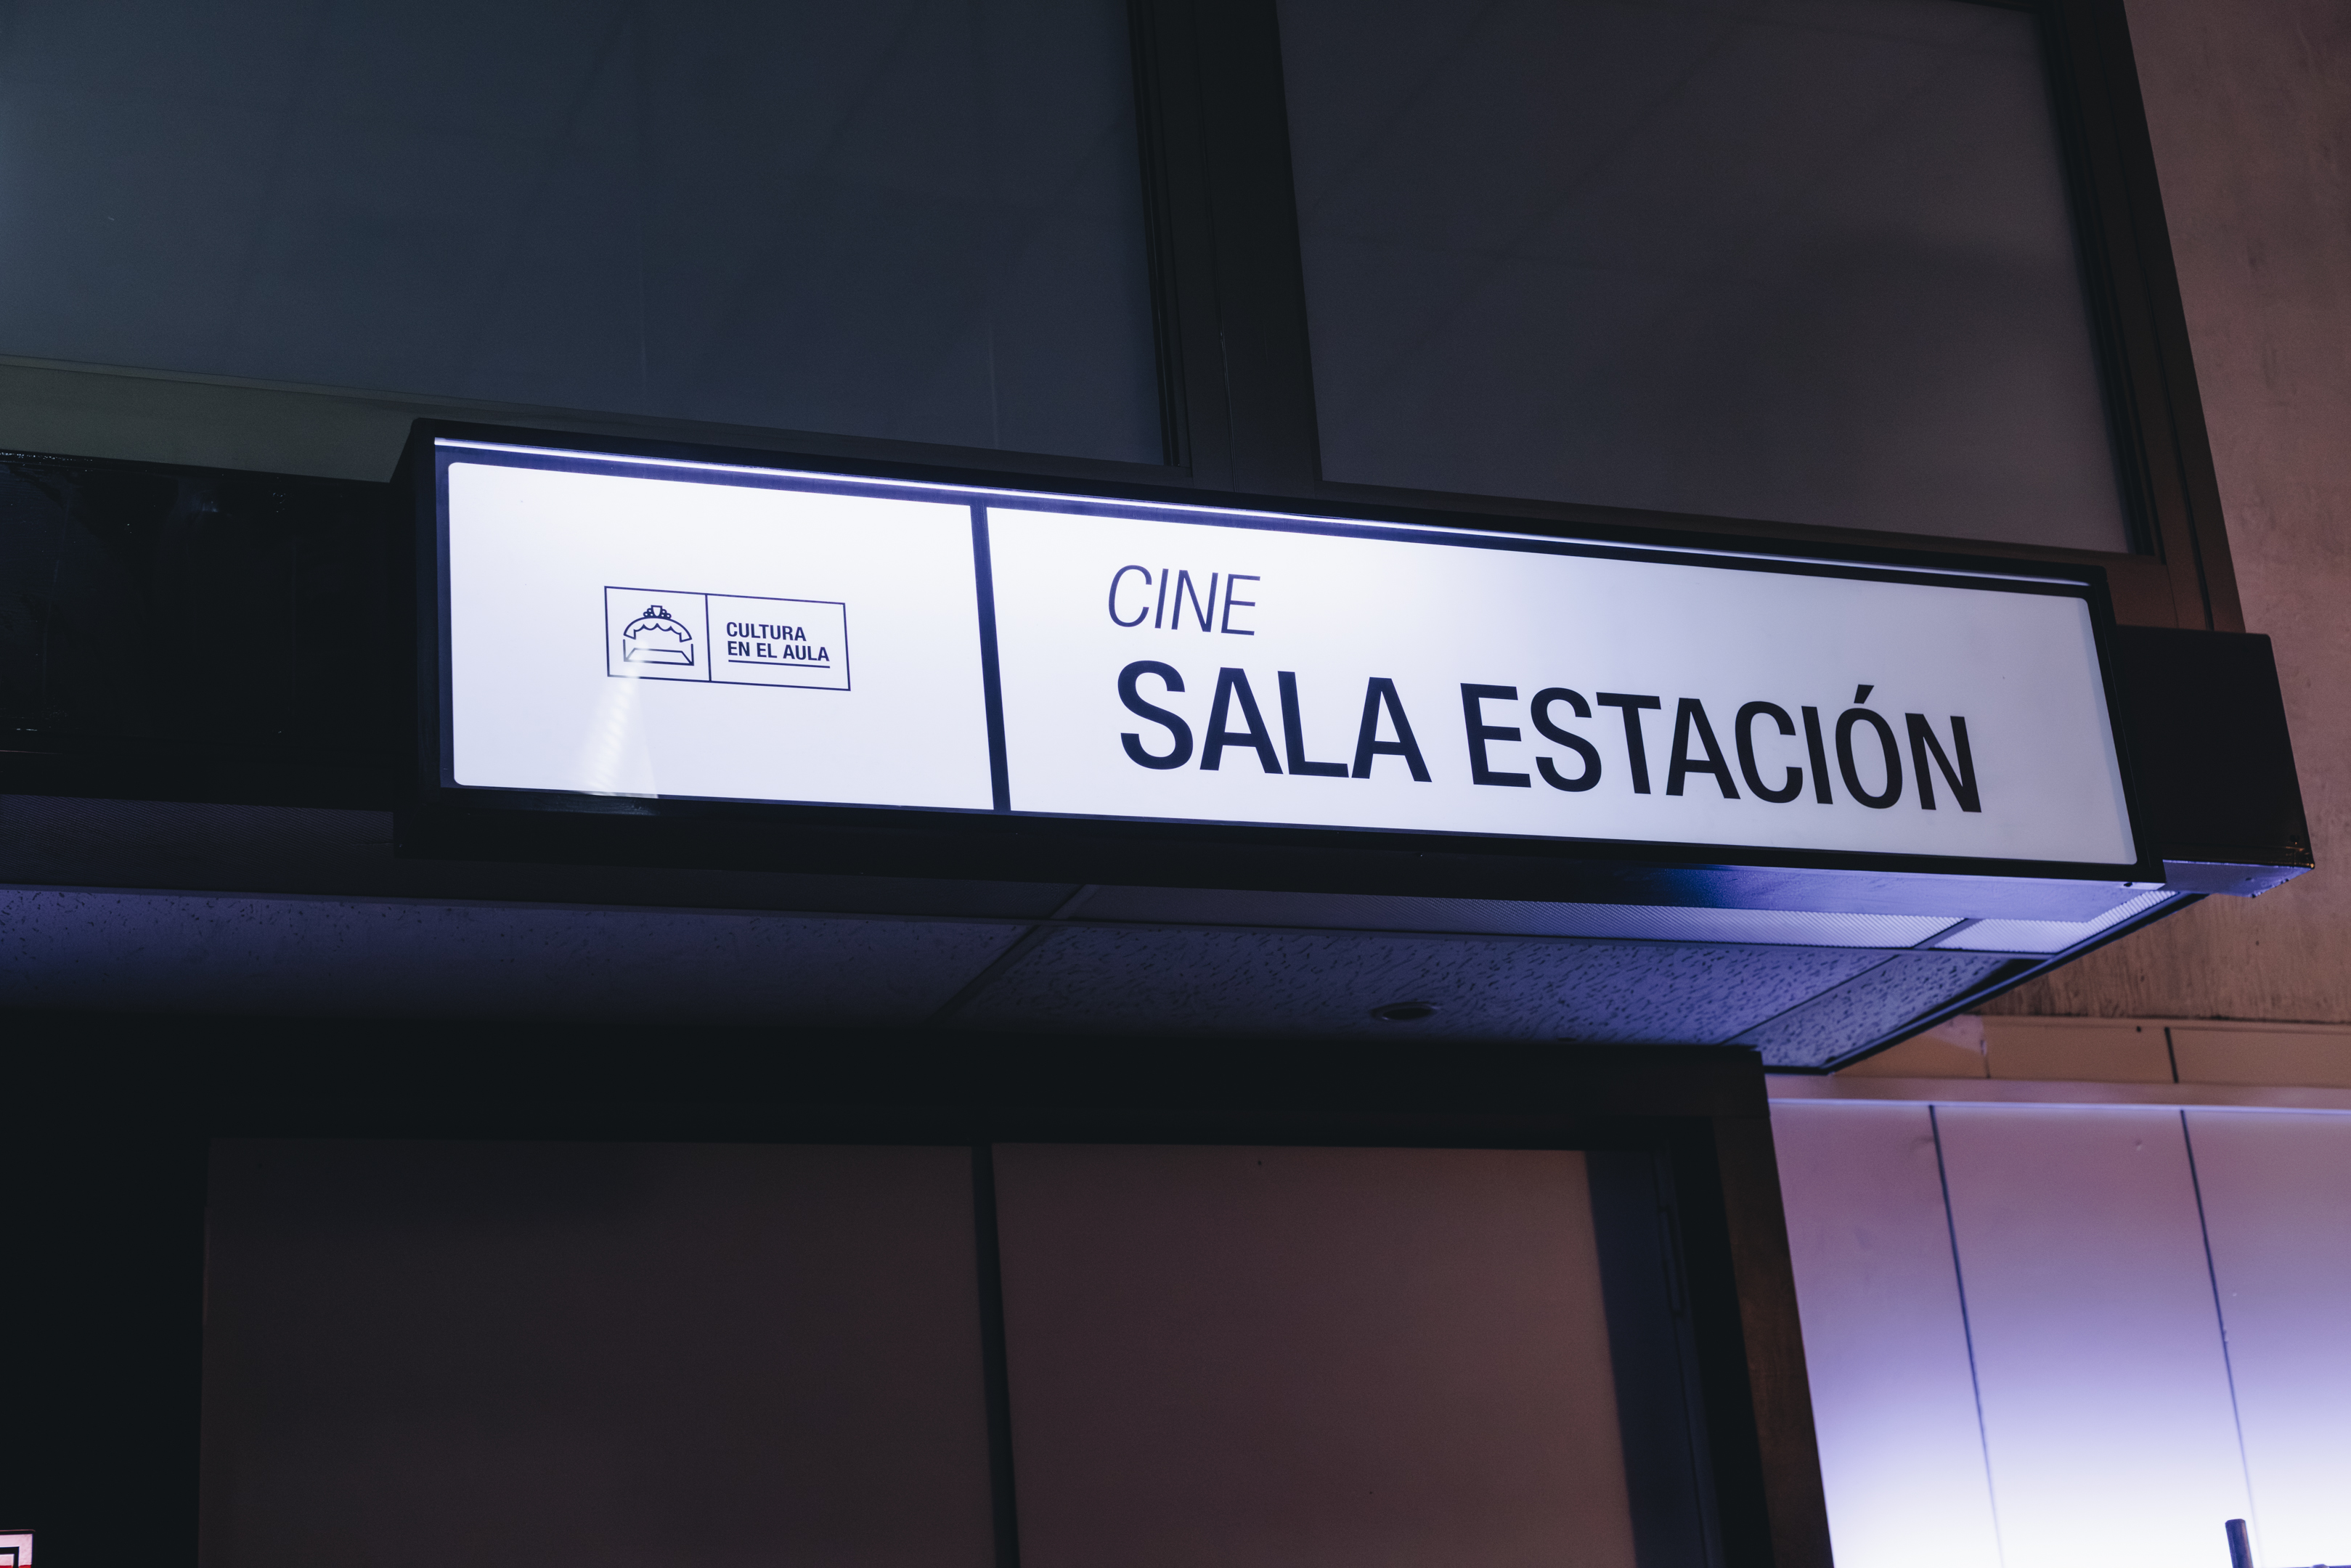 CULTURA
EN EL AULA
CINE
SALA ESTACIÓN